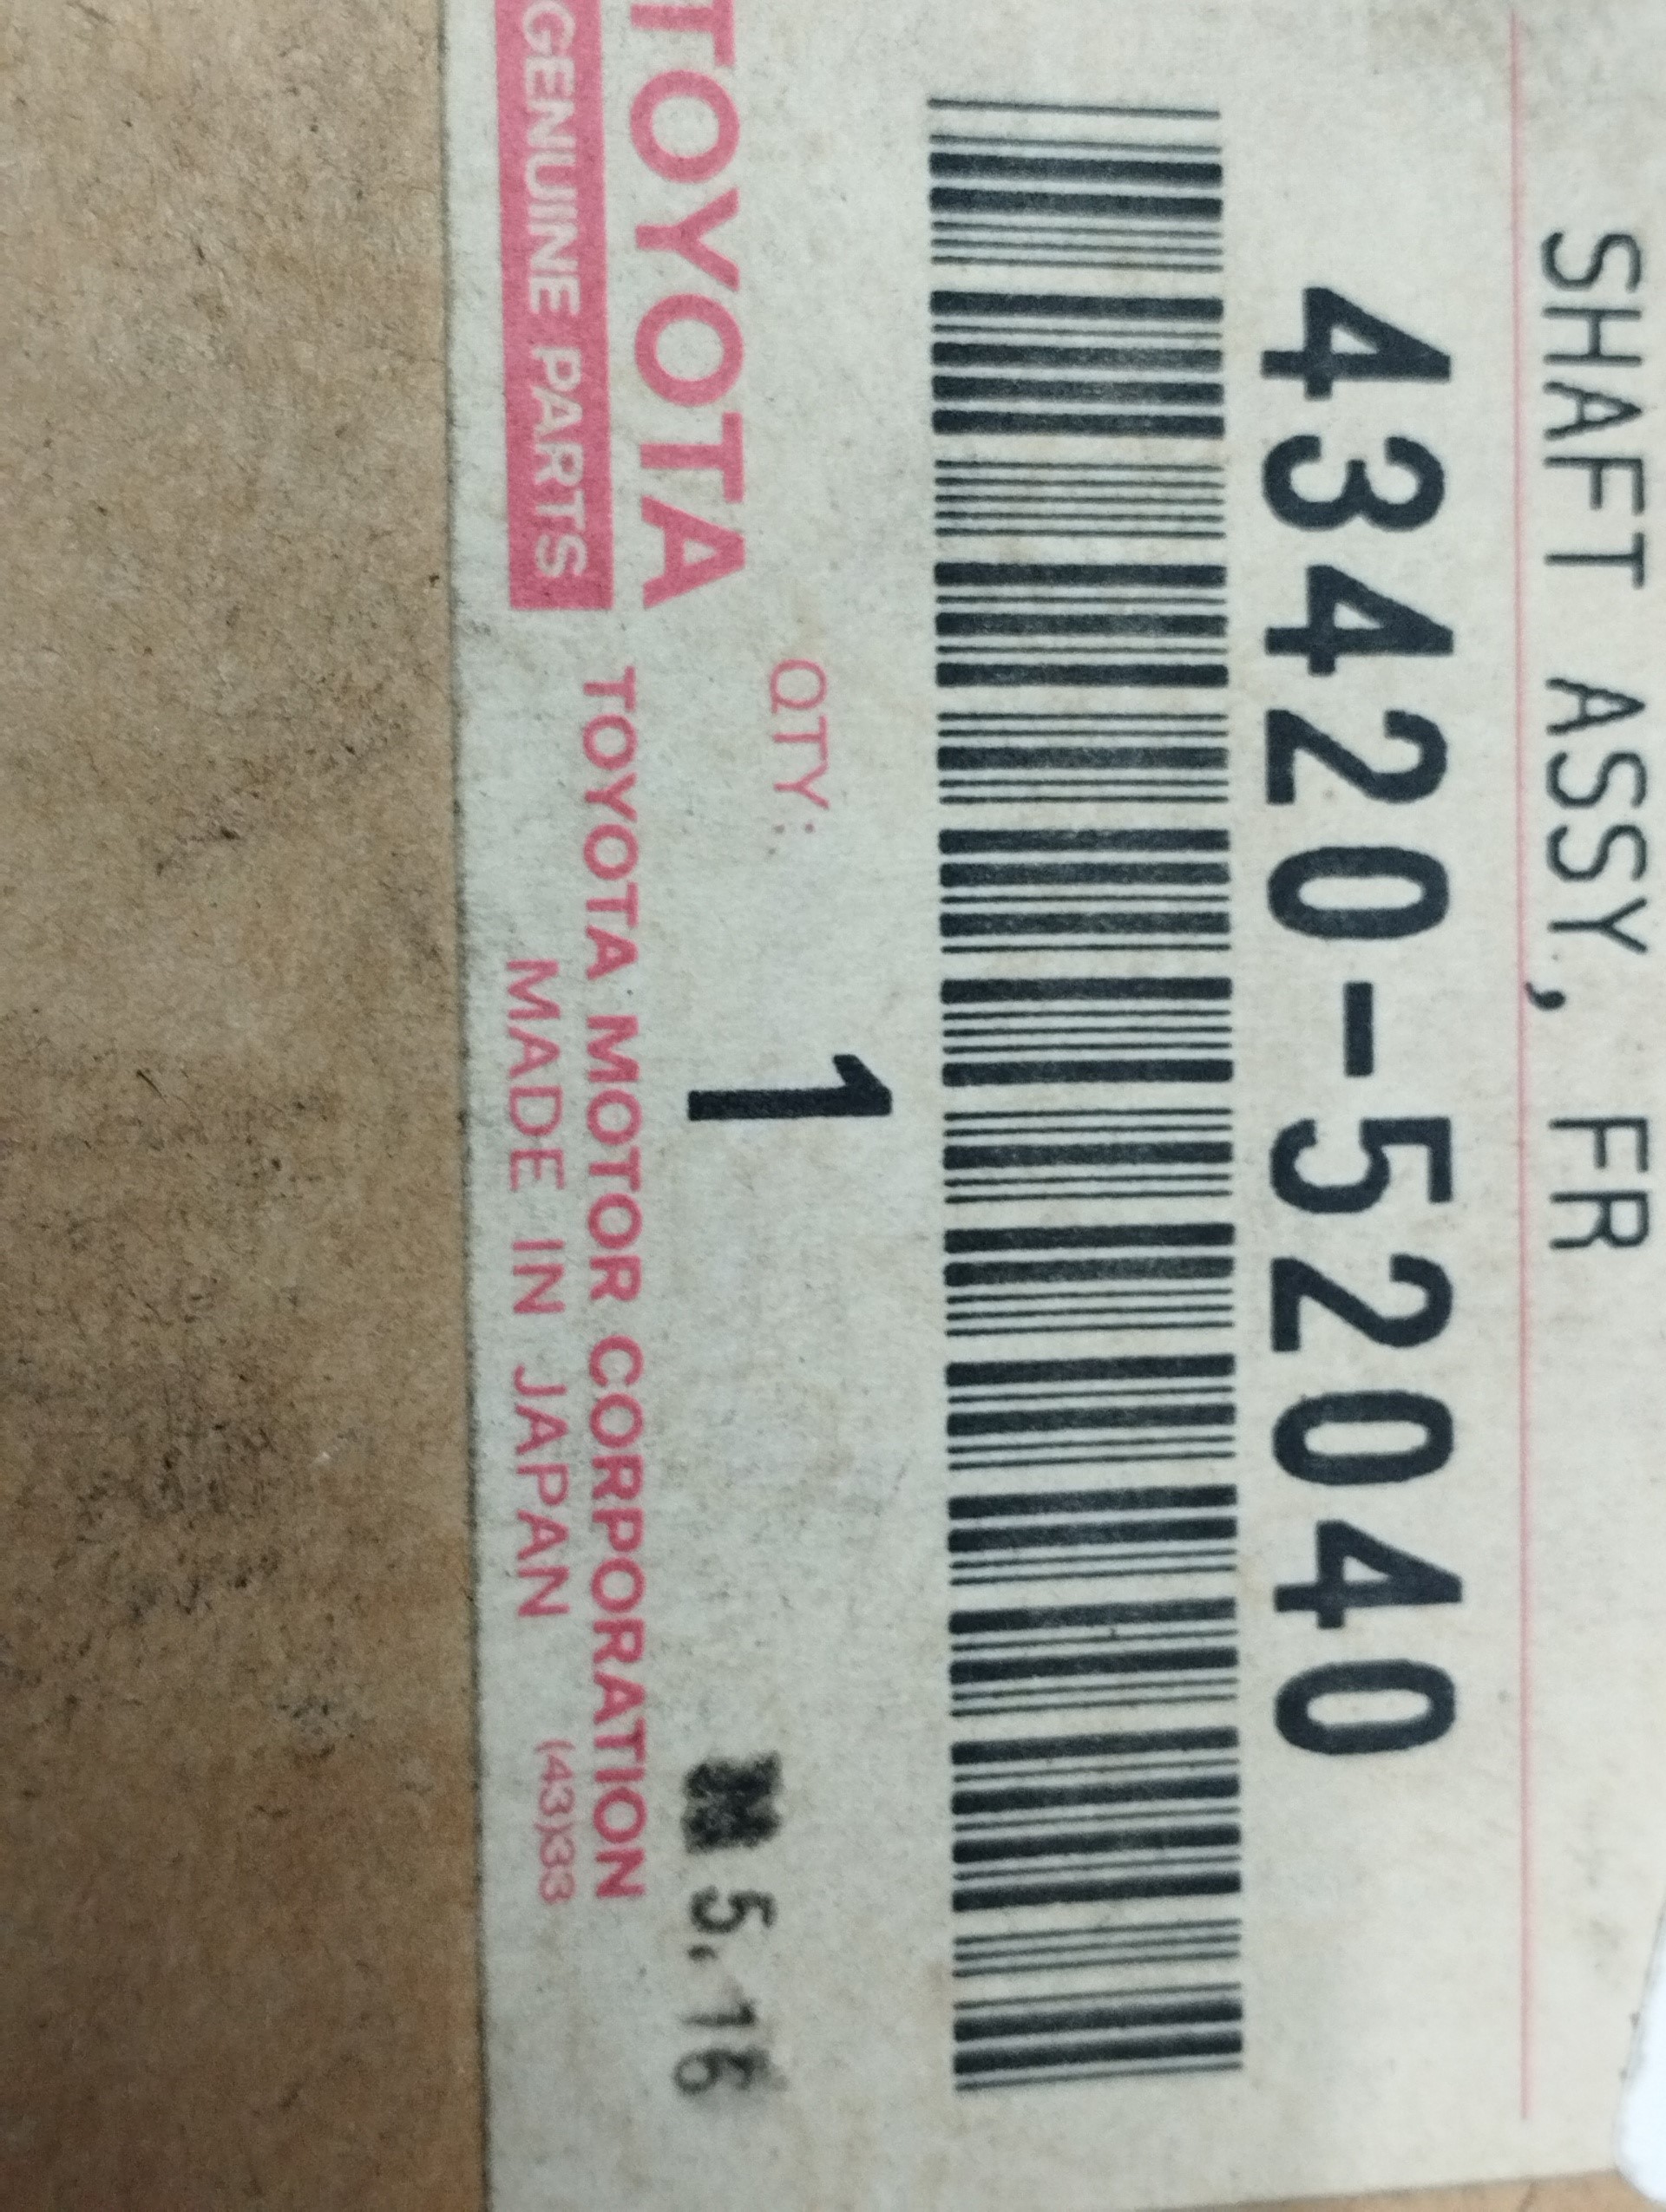 SHAFT ASSY, FR
43420-52040
QTY: 1
TOYOTA
GENUINE PARTS
5.16
TOYOTA MOTOR CORPORATION
MADE IN JAPAN (43)33